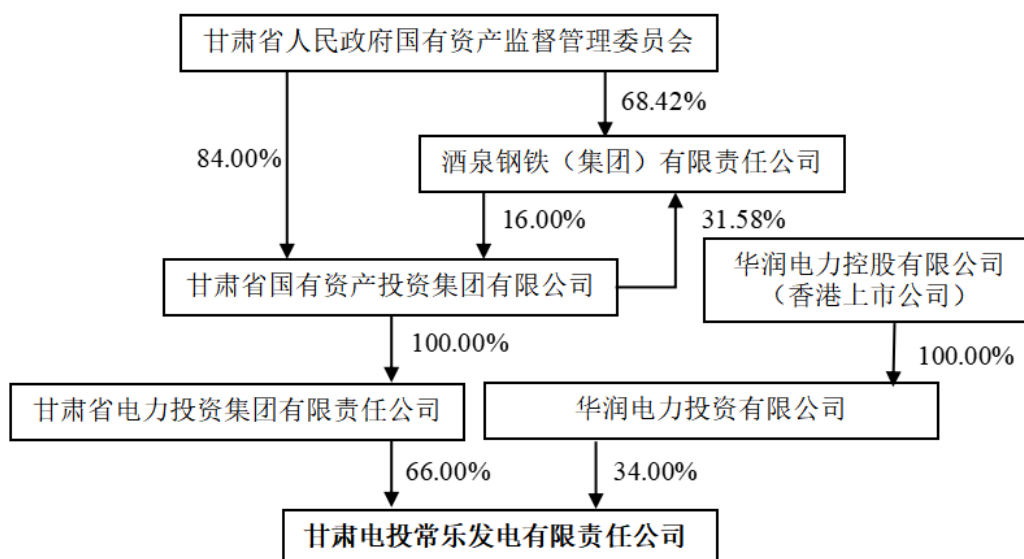 甘肃省人民政府国有资产监督管理委员会
68.42%
84.00%
酒泉钢铁（集团）有限责任公司
16.00%
31.58%
华润电力控股有限公司
（香港上市公司）
甘肃省国有资产投资集团有限公司
100.00%
100.00%
甘肃省电力投资集团有限责任公司
华润电力投资有限公司
66.00%
34.00%
甘肃电投常乐发电有限责任公司